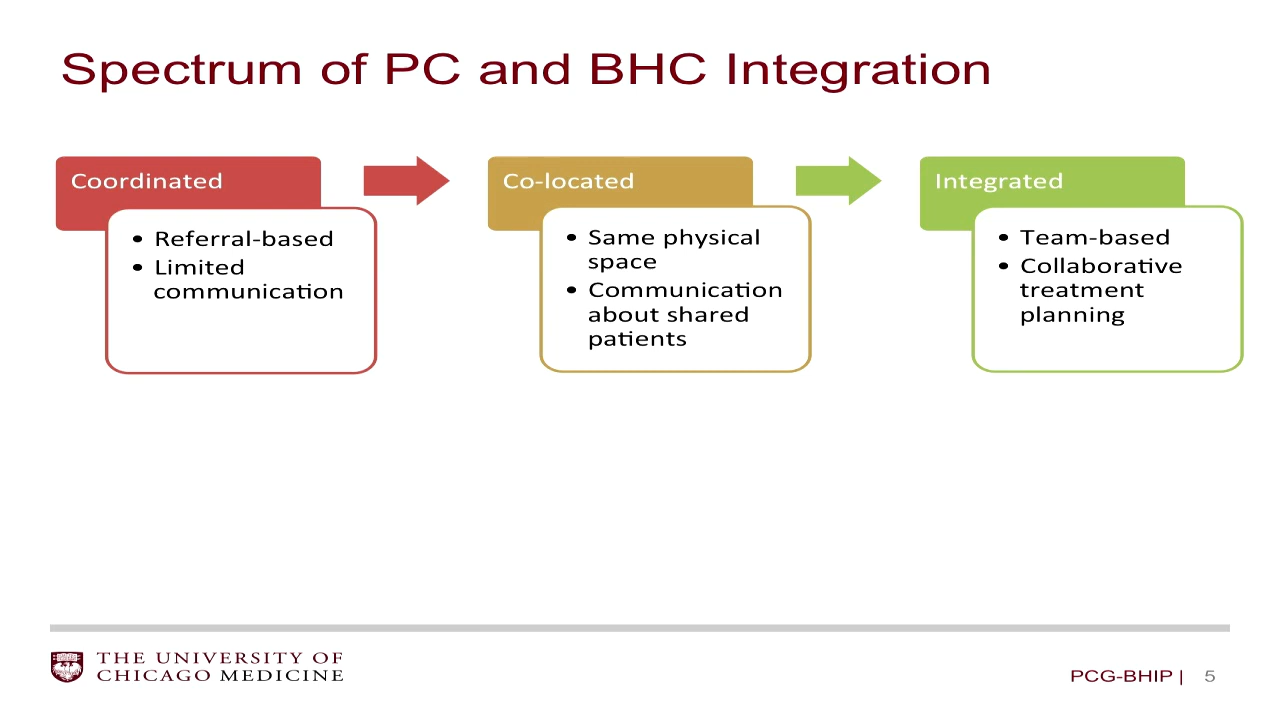 Spectrum of PC and BHC Integration
Coordinated
• Referral-based
• Limited
communication
Co-located
• Same physical
space
• Communication
about shared
patients
Integrated
• Team-based
• Collaborative
treatment
planning
THE UNIVERSITY OF
CHICAGO MEDICINE
PCG-BHIP | 5